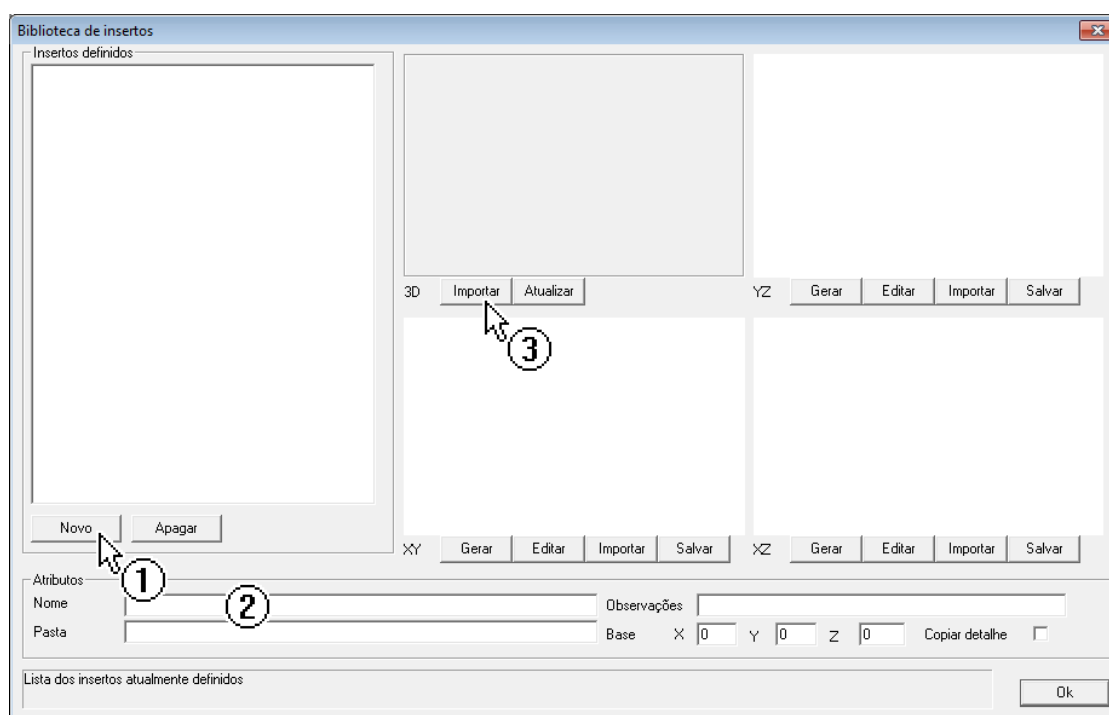 Biblioteca de insertos
Insertos definidos
3D Importar Atualizar
YZ Gerar Editar Importar Salvar
3
Novo Apagar
XY Gerar Editar Importar Salvar
XZ Gerar Editar Importar Salvar
1
Atributos
2
Nome
Observações
Pasta
Base X 0 Y 0 Z 0 Copiar detalhe
Lista dos insertos atualmente definidos
Ok